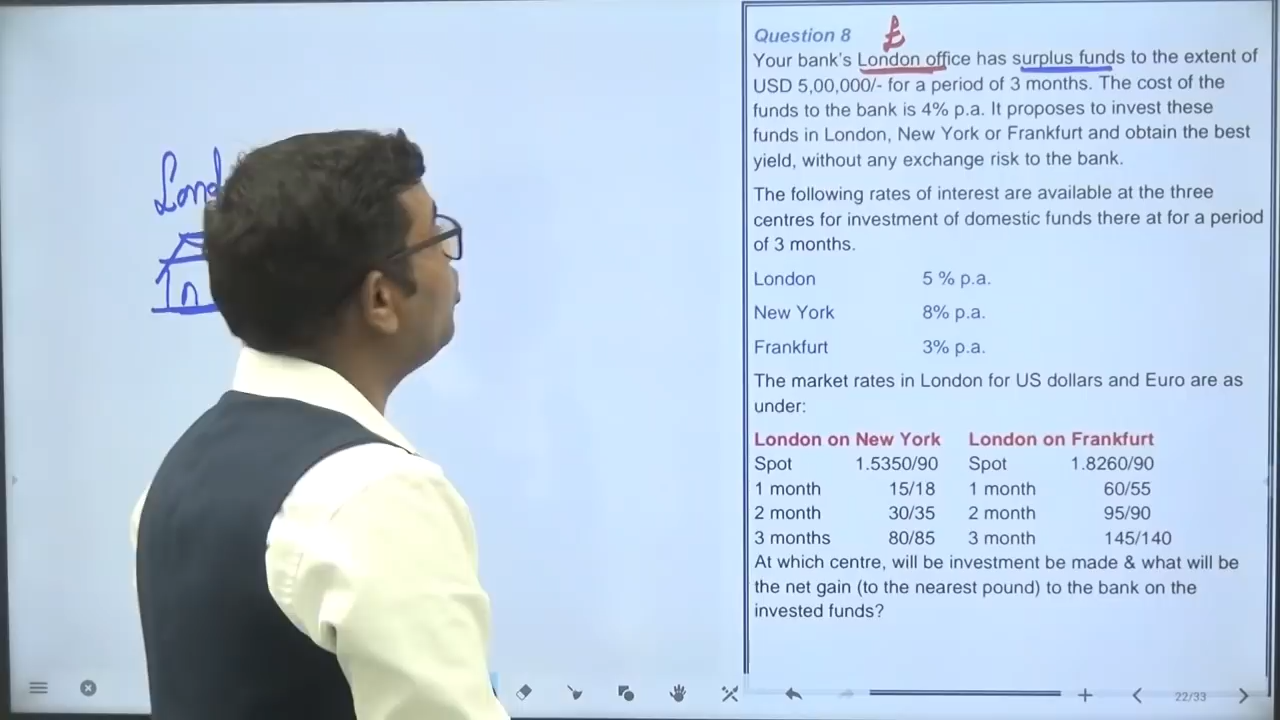 Question 8
£
Your bank's London office has surplus funds to the extent of
USD 5,00,000/- for a period of 3 months. The cost of the
funds to the bank is 4% p.a. It proposes to invest these
funds in London, New York or Frankfurt and obtain the best
yield, without any exchange risk to the bank.
The following rates of interest are available at the three
centres for investment of domestic funds there at for a period
of 3 months.
London 5 % p.a.
New York 8% p.a.
Frankfurt 3% p.a.
The market rates in London for US dollars and Euro are as
under:
London on New York London on Frankfurt
Spot 1.5350/90 Spot 1.8260/90
1 month 15/18 1 month 60/55
2 month 30/35 2 month 95/90
3 months 80/85 3 month 145/140
At which centre, will be investment be made & what will be
the net gain (to the nearest pound) to the bank on the
invested funds?
Lond
In
22/33